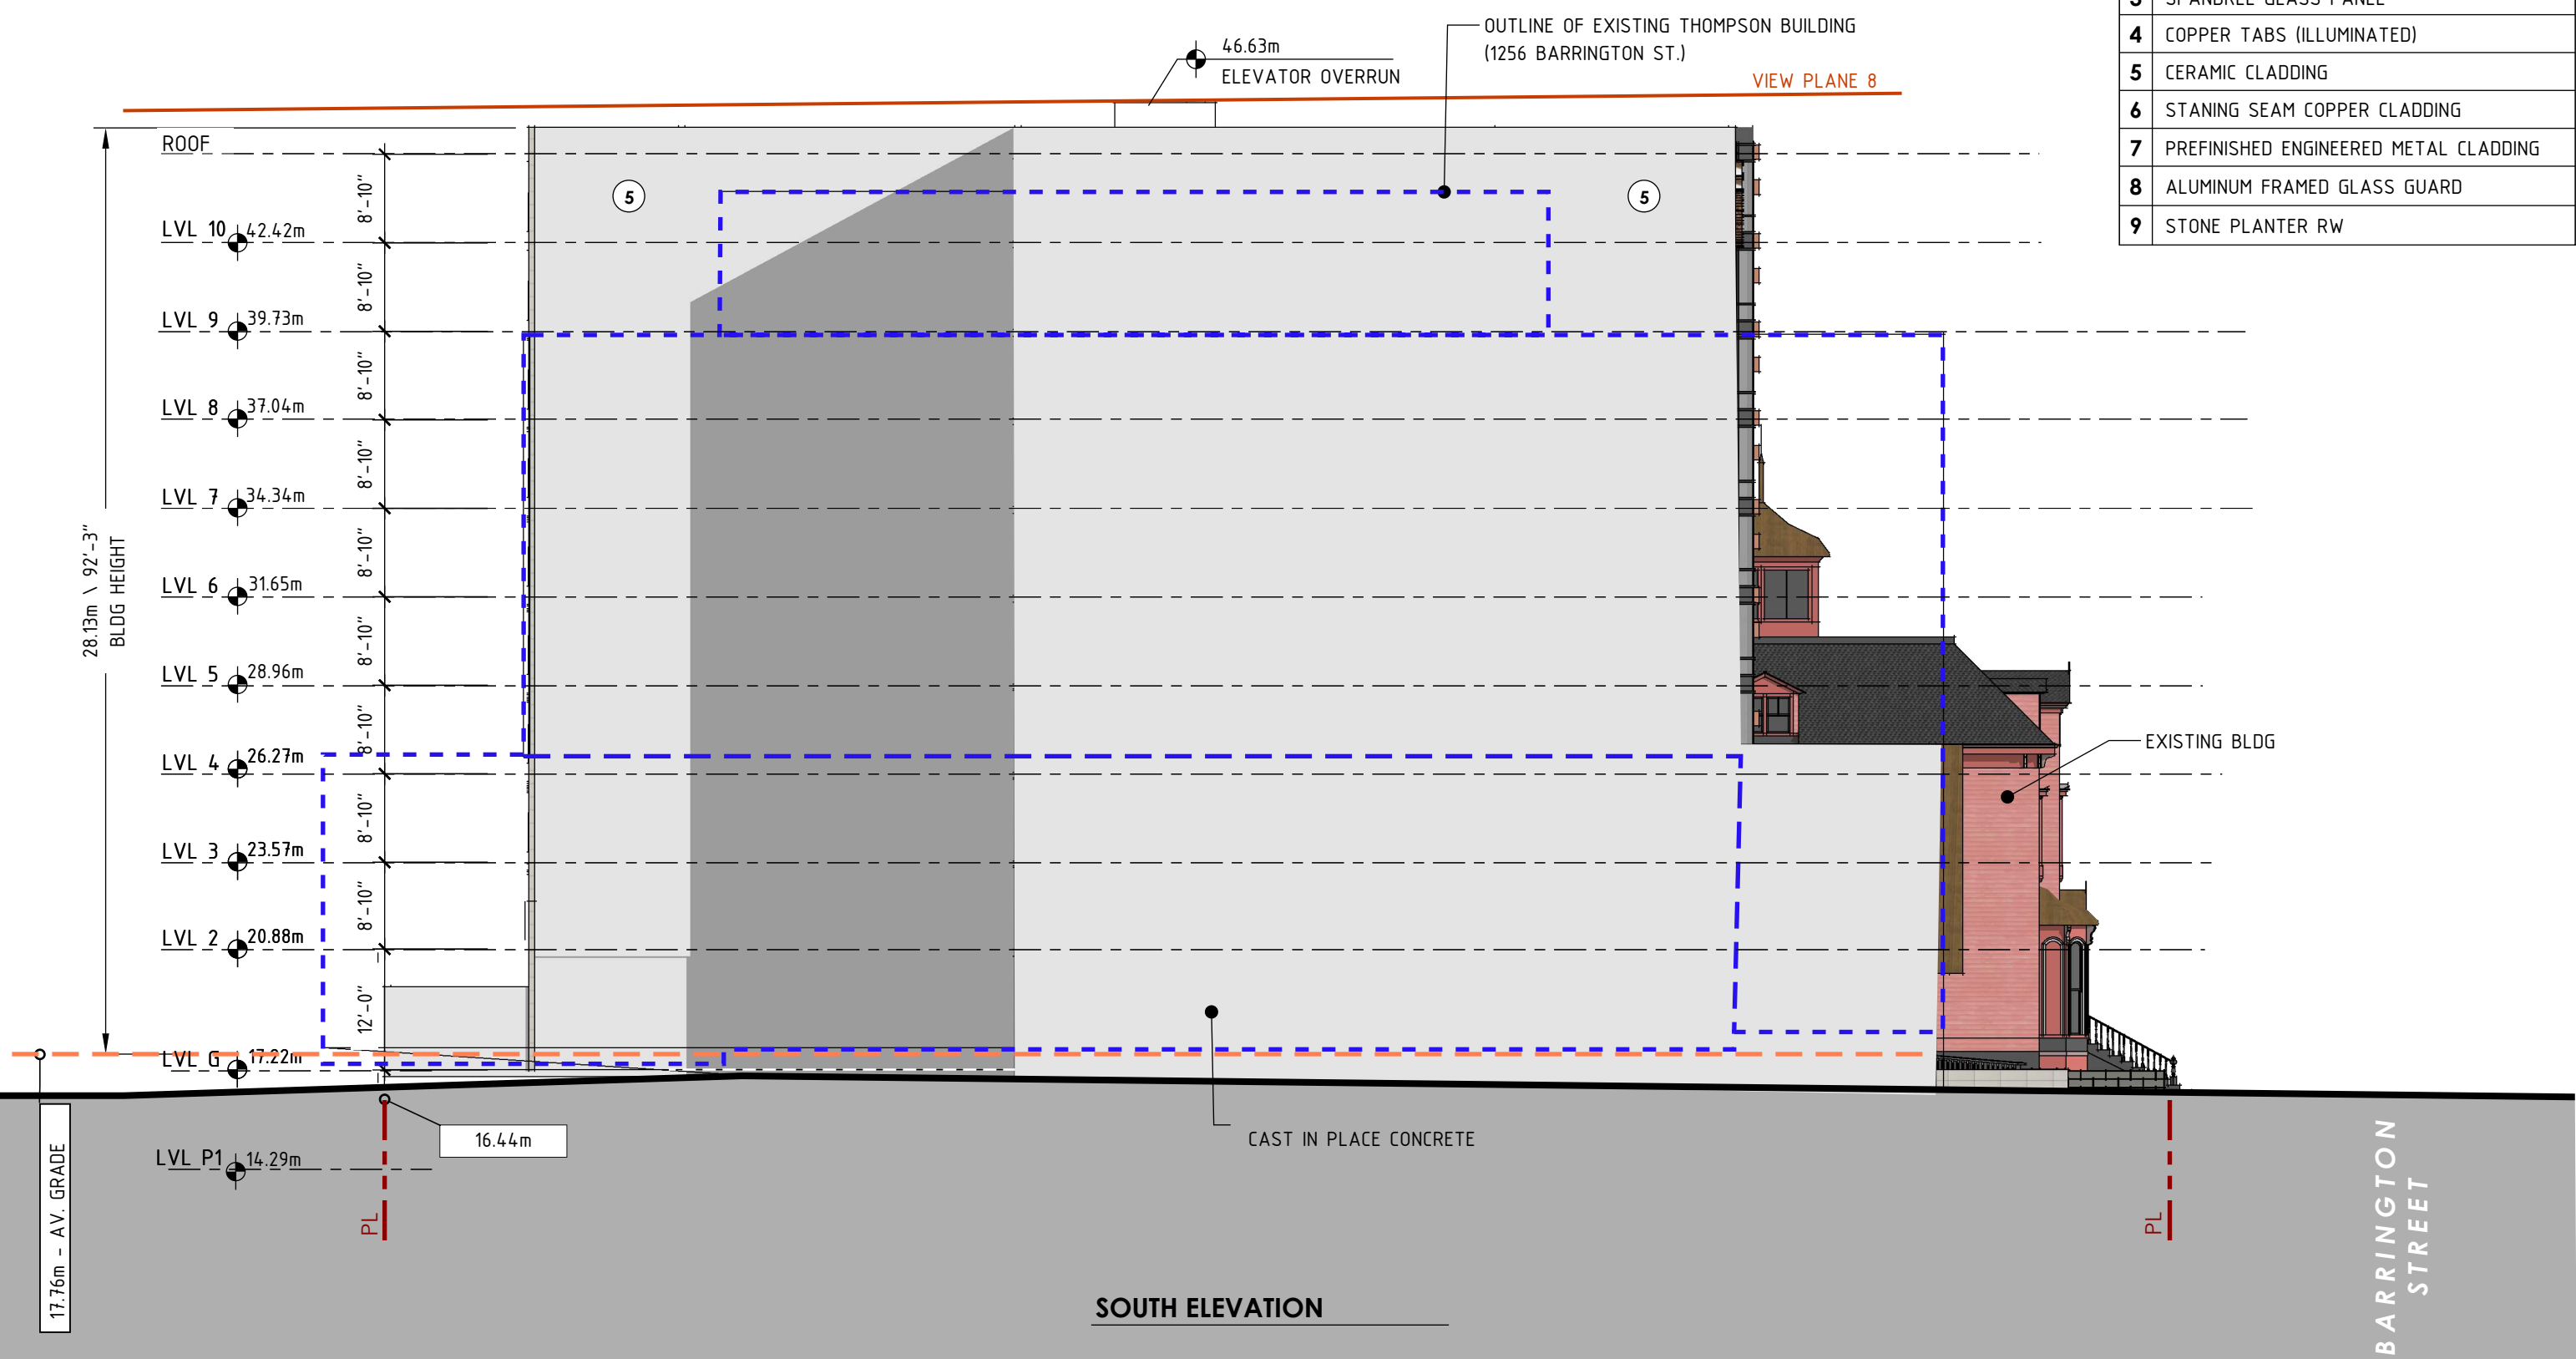 3 SPANDREL GLASS PANEL
4 COPPER TABS (ILLUMINATED)
5 CERAMIC CLADDING
6 STANING SEAM COPPER CLADDING
7 PREFINISHED ENGINEERED METAL CLADDING
8 ALUMINUM FRAMED GLASS GUARD
9 STONE PLANTER RW
OUTLINE OF EXISTING THOMPSON BUILDING
(1256 BARRINGTON ST.)
46.63m
ELEVATOR OVERRUN
VIEW PLANE 8
ROOF
8'-10"
5
5
LVL 10 42.42m
8'-10"
LVL 9 39.73m
8'-10"
LVL 8 37.04m
8'-10"
LVL 7 34.34m
8'-10"
28.13m \ 92'-3"
BLDG HEIGHT
LVL 6 31.65m
8'-10"
LVL 5 28.96m
8'-10"
EXISTING BLDG
LVL 4 26.27m
8'-10"
LVL 3 23.57m
8'-10"
LVL 2 20.88m
12'-0"
LVL G 17.22m
16.44m
CAST IN PLACE CONCRETE
LVL P1 14.29m
17.76m - AV. GRADE
PL
PL
BARRINGTON
STREET
SOUTH ELEVATION